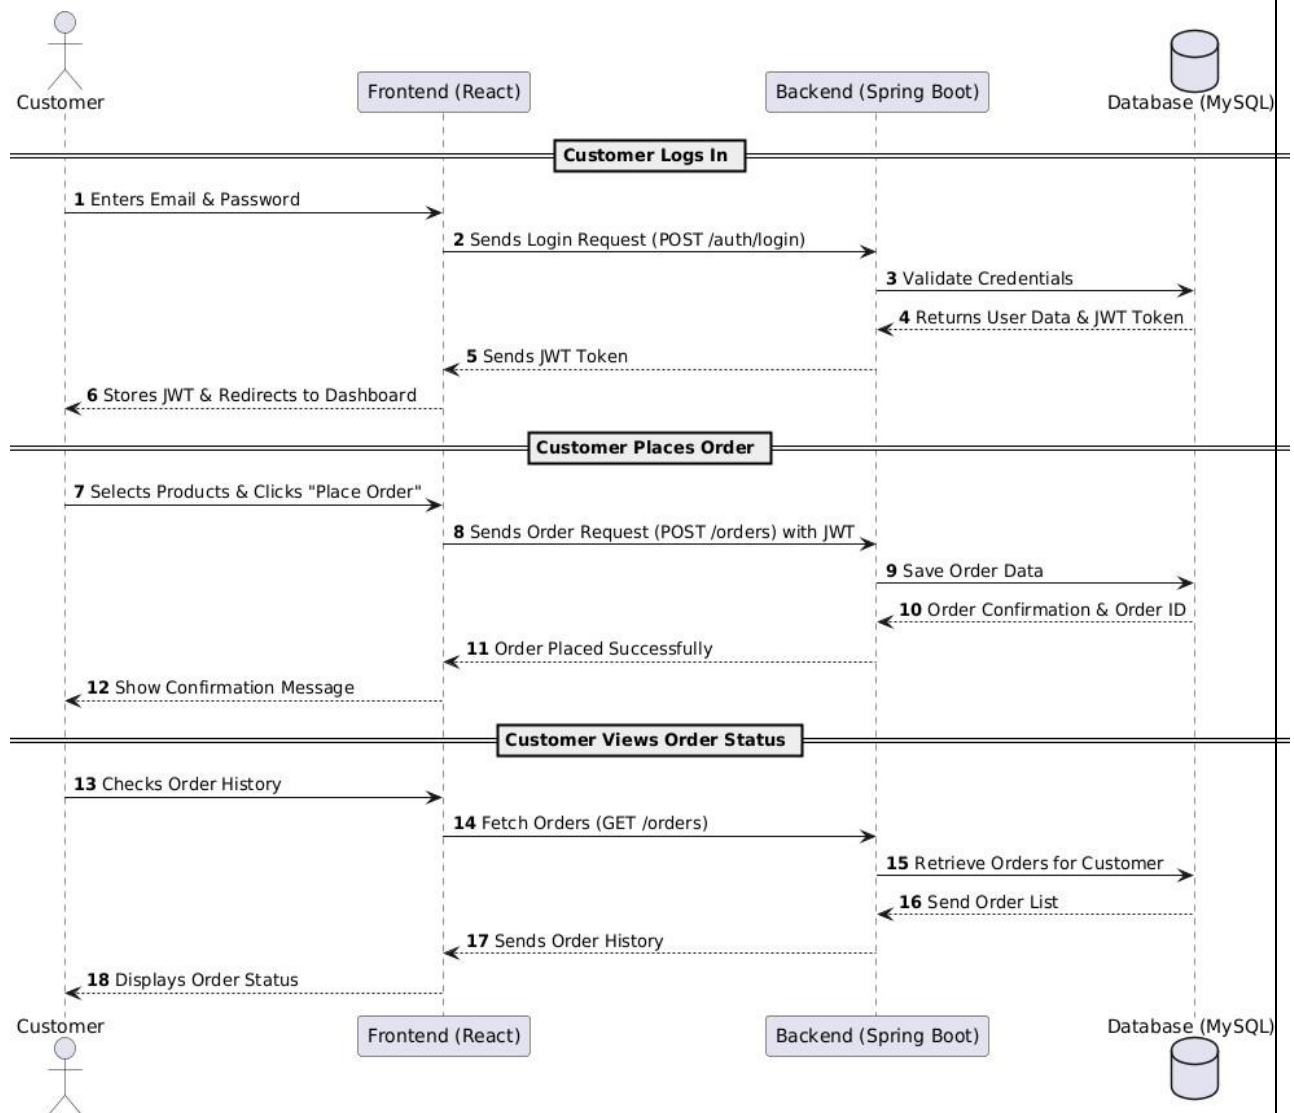 Customer
Frontend (React)
Backend (Spring Boot)
Database (MySQL)
Customer Logs In
1 Enters Email & Password
2 Sends Login Request (POST /auth/login)
3 Validate Credentials
4 Returns User Data & JWT Token
5 Sends JWT Token
6 Stores JWT & Redirects to Dashboard
Customer Places Order
7 Selects Products & Clicks "Place Order"
8 Sends Order Request (POST /orders) with JWT
9 Save Order Data
10 Order Confirmation & Order ID
11 Order Placed Successfully
12 Show Confirmation Message
Customer Views Order Status
13 Checks Order History
14 Fetch Orders (GET /orders)
15 Retrieve Orders for Customer
16 Send Order List
17 Sends Order History
18 Displays Order Status
Customer
Frontend (React)
Backend (Spring Boot)
Database (MySQL)